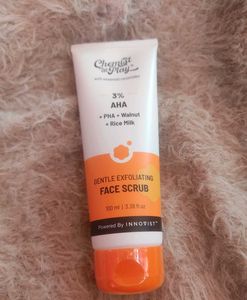 Chemist
at Play
3%
AHA
+ PHA + Walnut
+ Rice Milk
GENTLE EXFOLIATING
FACE SCRUB
100 ml | 3.38 fl oz
Powered By INNOVIST